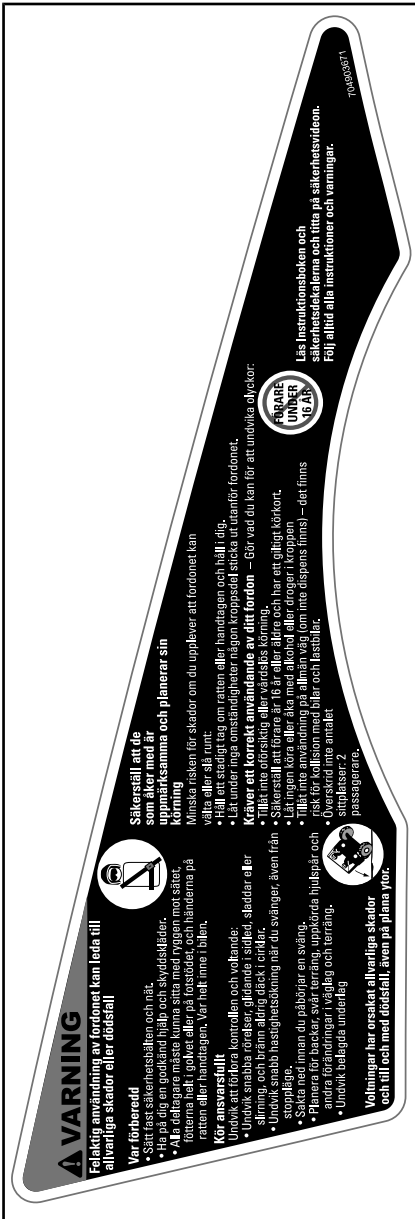 VARNING
Felaktig användning av fordonet kan leda till
allvarliga skador eller dödsfall
Var förberedd
• Sätt fast säkerhetsbälten och nät.
• Ha på dig en godkänd hjälp och skyddskläder.
• Alla deltagare måste kunna sitta med ryggen mot sätet,
fötterna helt i golvet eller på fotstöder, och händerna på
ratten eller handtagen. Var helt inne i bilen.
Kör ansvarsfullt
Undvik att förlora kontrollen och voltande:
• Undvik snabba rörelser, glidande i sidled, sladdar eller
slirning, och bränn aldrig däck i cirklar.
• Undvik snabb hastighetsökning när du svänger, även från
stoppläge.
• Sakta ned innan du påbörjar en sväng.
• Planera för backar, svår terräng, uppkörda hjulspår och
andra förändringar i väglag och terräng.
• Undvik belagda underlag
Voltningar har orsakat allvarliga skador
och till och med dödsfall, även på plana ytor.
Säkerställ att de
som åker med är
uppmärksamma och planerar sin
körning
Minska risken för skador om du upplever att fordonet kan
välta eller slå runt:
• Håll ett stadigt tag om ratten eller handtagen och håll i dig.
• Låt under inga omständigheter någon kroppsdel sticka ut utanför fordonet.
Kräver ett korrekt användande av ditt fordon – Gör vad du kan för att undvika olyckor:
• Tillåt inte oförsiktig eller vårdslös körning.
• Säkerställ att förare är 16 år eller äldre och har ett giltigt körkort.
• Låt ingen köra eller åka med alkohol eller droger i kroppen
• Tillåt inte användning på allmän väg (om inte dispens finns) – det finns
risk för kollision med bilar och lastbilar.
• Överskrid inte antalet
sittplatser: 2
passagerare.
FÖRARE
UNDER
16 ÅR
Läs Instruktionsboken och
säkerhetsdekalerna och titta på säkerhetsvideon.
Följ alltid alla instruktioner och varningar.
704903671